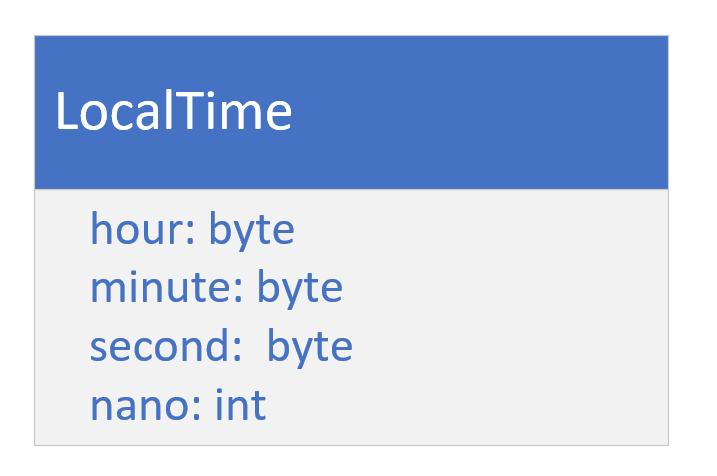 LocalTime
hour: byte
minute: byte
second:  byte
nano: int